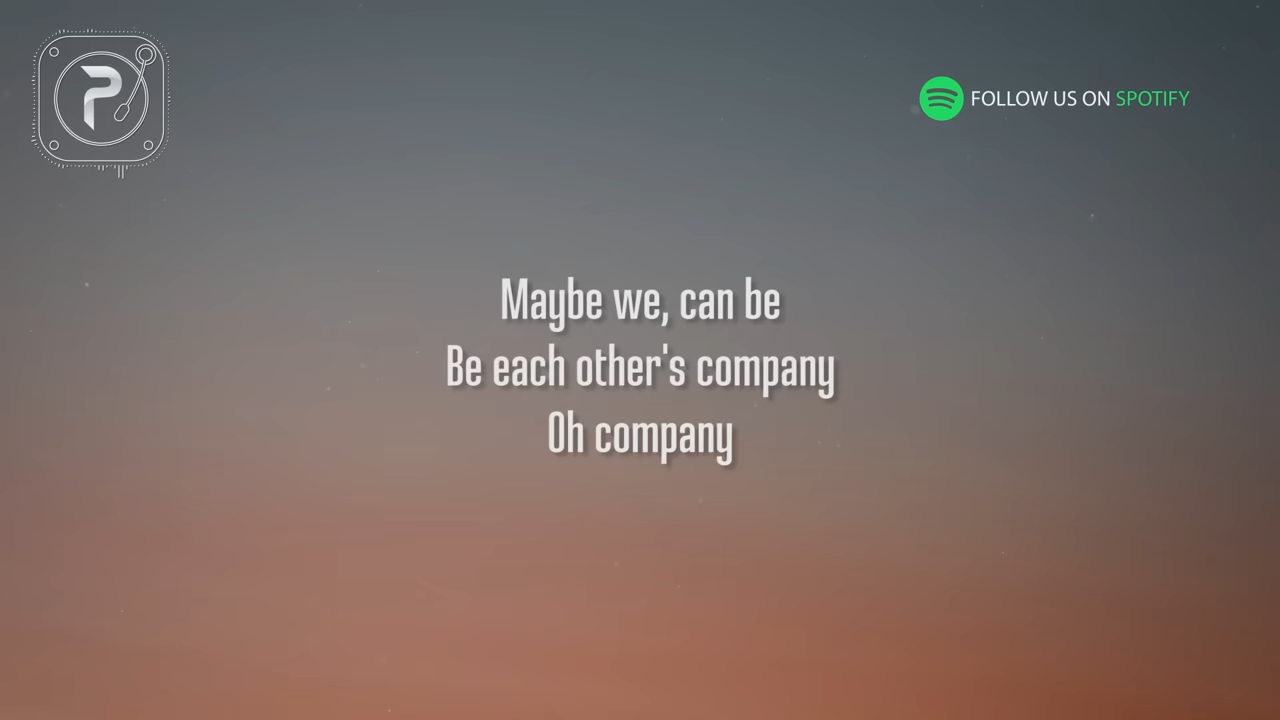 P
FOLLOW US ON SPOTIFY
Maybe we, can be
Be each other's company
Oh company